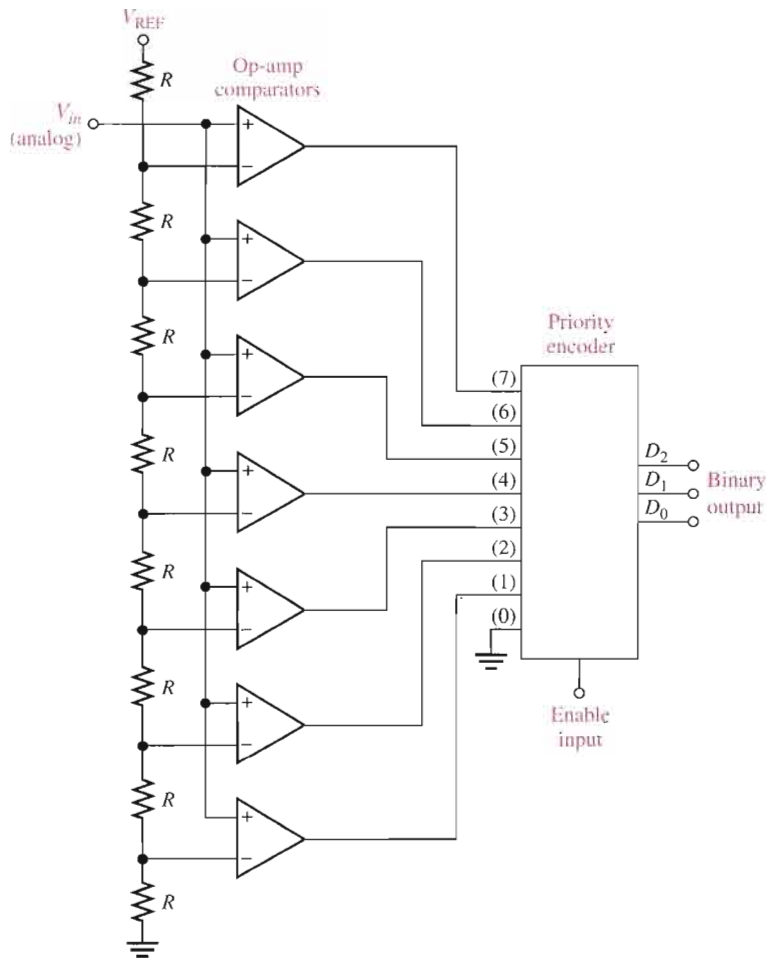 V_REF
R
Op-amp
comparators
V_in
(analog)
+
−
R
+
−
R
+
−
R
+
−
R
+
−
R
+
−
R
+
−
R
Priority
encoder
(7)
(6)
(5)
(4)
(3)
(2)
(1)
(0)
D_2
D_1
D_0
Binary
output
Enable
input